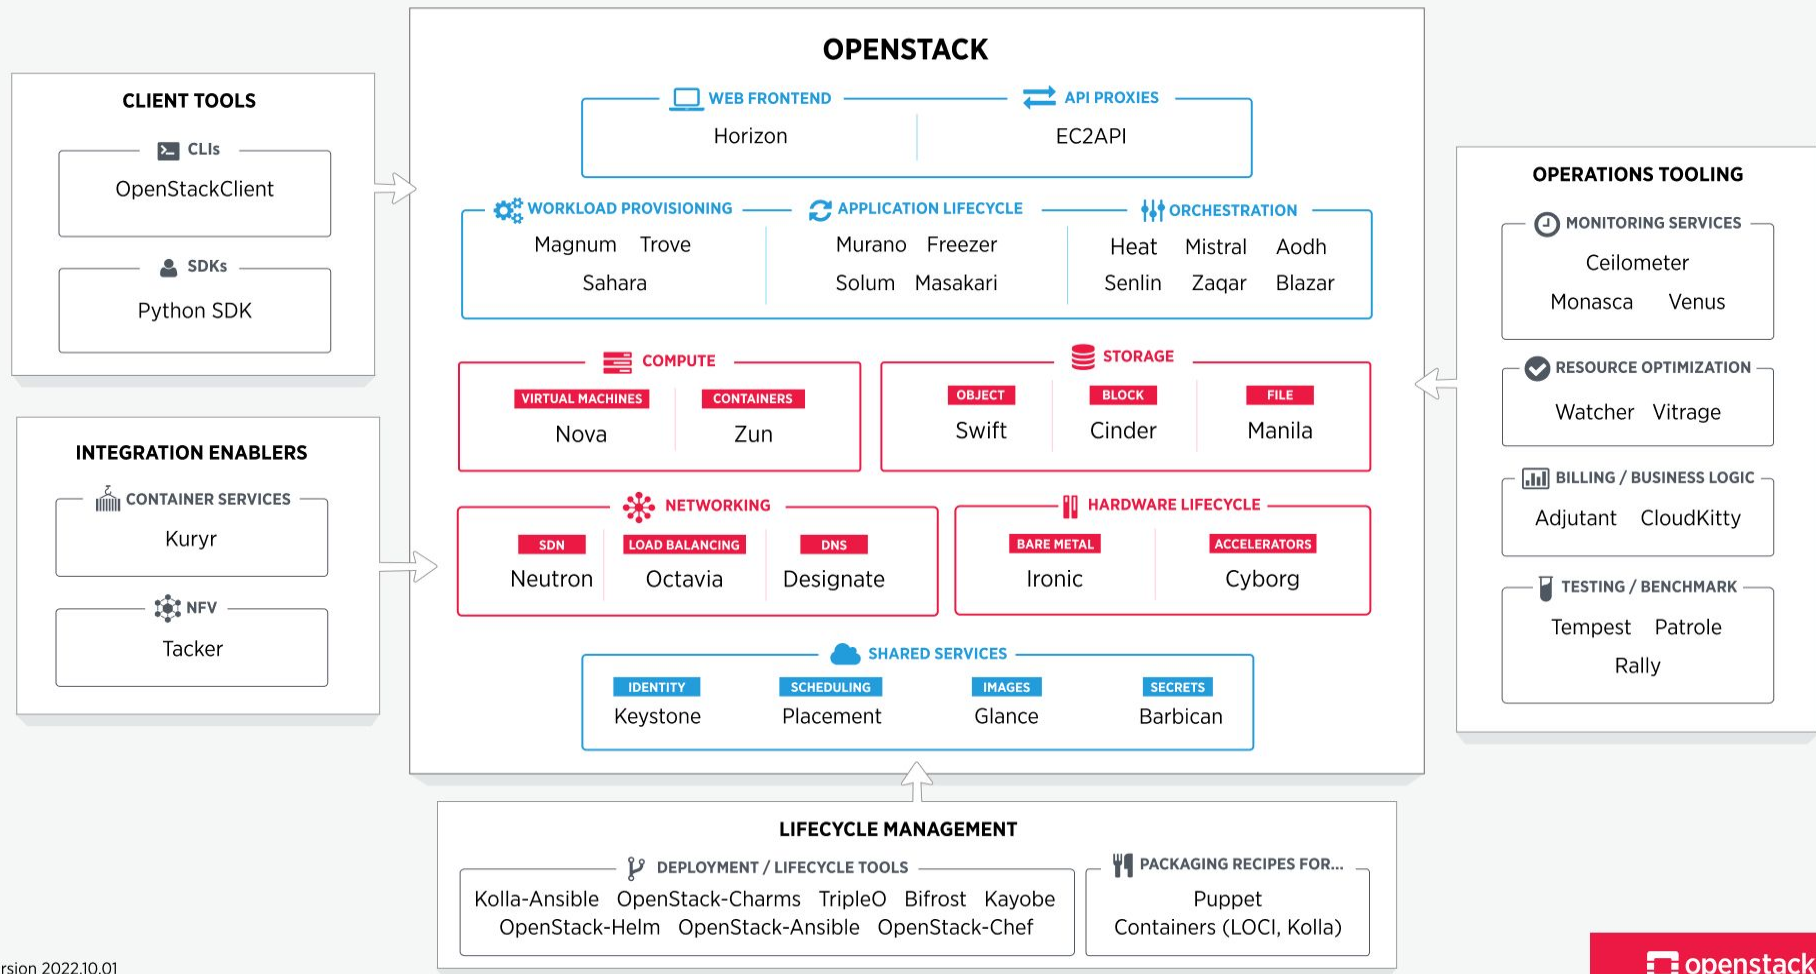 OPENSTACK
WEB FRONTEND
API PROXIES
Horizon
EC2API
WORKLOAD PROVISIONING
APPLICATION LIFECYCLE
ORCHESTRATION
Magnum Trove
Sahara
Murano Freezer
Solum Masakari
Heat Mistral Aodh
Senlin Zaqar Blazar
COMPUTE
VIRTUAL MACHINES
CONTAINERS
Nova
Zun
STORAGE
OBJECT
BLOCK
FILE
Swift
Cinder
Manila
NETWORKING
SDN
LOAD BALANCING
DNS
Neutron
Octavia
Designate
HARDWARE LIFECYCLE
BARE METAL
ACCELERATORS
Ironic
Cyborg
SHARED SERVICES
IDENTITY
SCHEDULING
IMAGES
SECRETS
Keystone
Placement
Glance
Barbican
CLIENT TOOLS
CLIs
OpenStackClient
SDKs
Python SDK
INTEGRATION ENABLERS
CONTAINER SERVICES
Kuryr
NFV
Tacker
OPERATIONS TOOLING
MONITORING SERVICES
Ceilometer
Monasca Venus
RESOURCE OPTIMIZATION
Watcher Vitrage
BILLING / BUSINESS LOGIC
Adjutant CloudKitty
TESTING / BENCHMARK
Tempest Patrole
Rally
LIFECYCLE MANAGEMENT
DEPLOYMENT / LIFECYCLE TOOLS
Kolla-Ansible OpenStack-Charms TripleO Bifrost Kayobe
OpenStack-Helm OpenStack-Ansible OpenStack-Chef
PACKAGING RECIPES FOR...
Puppet
Containers (LOCI, Kolla)
rsion 2022.10.01
openstack